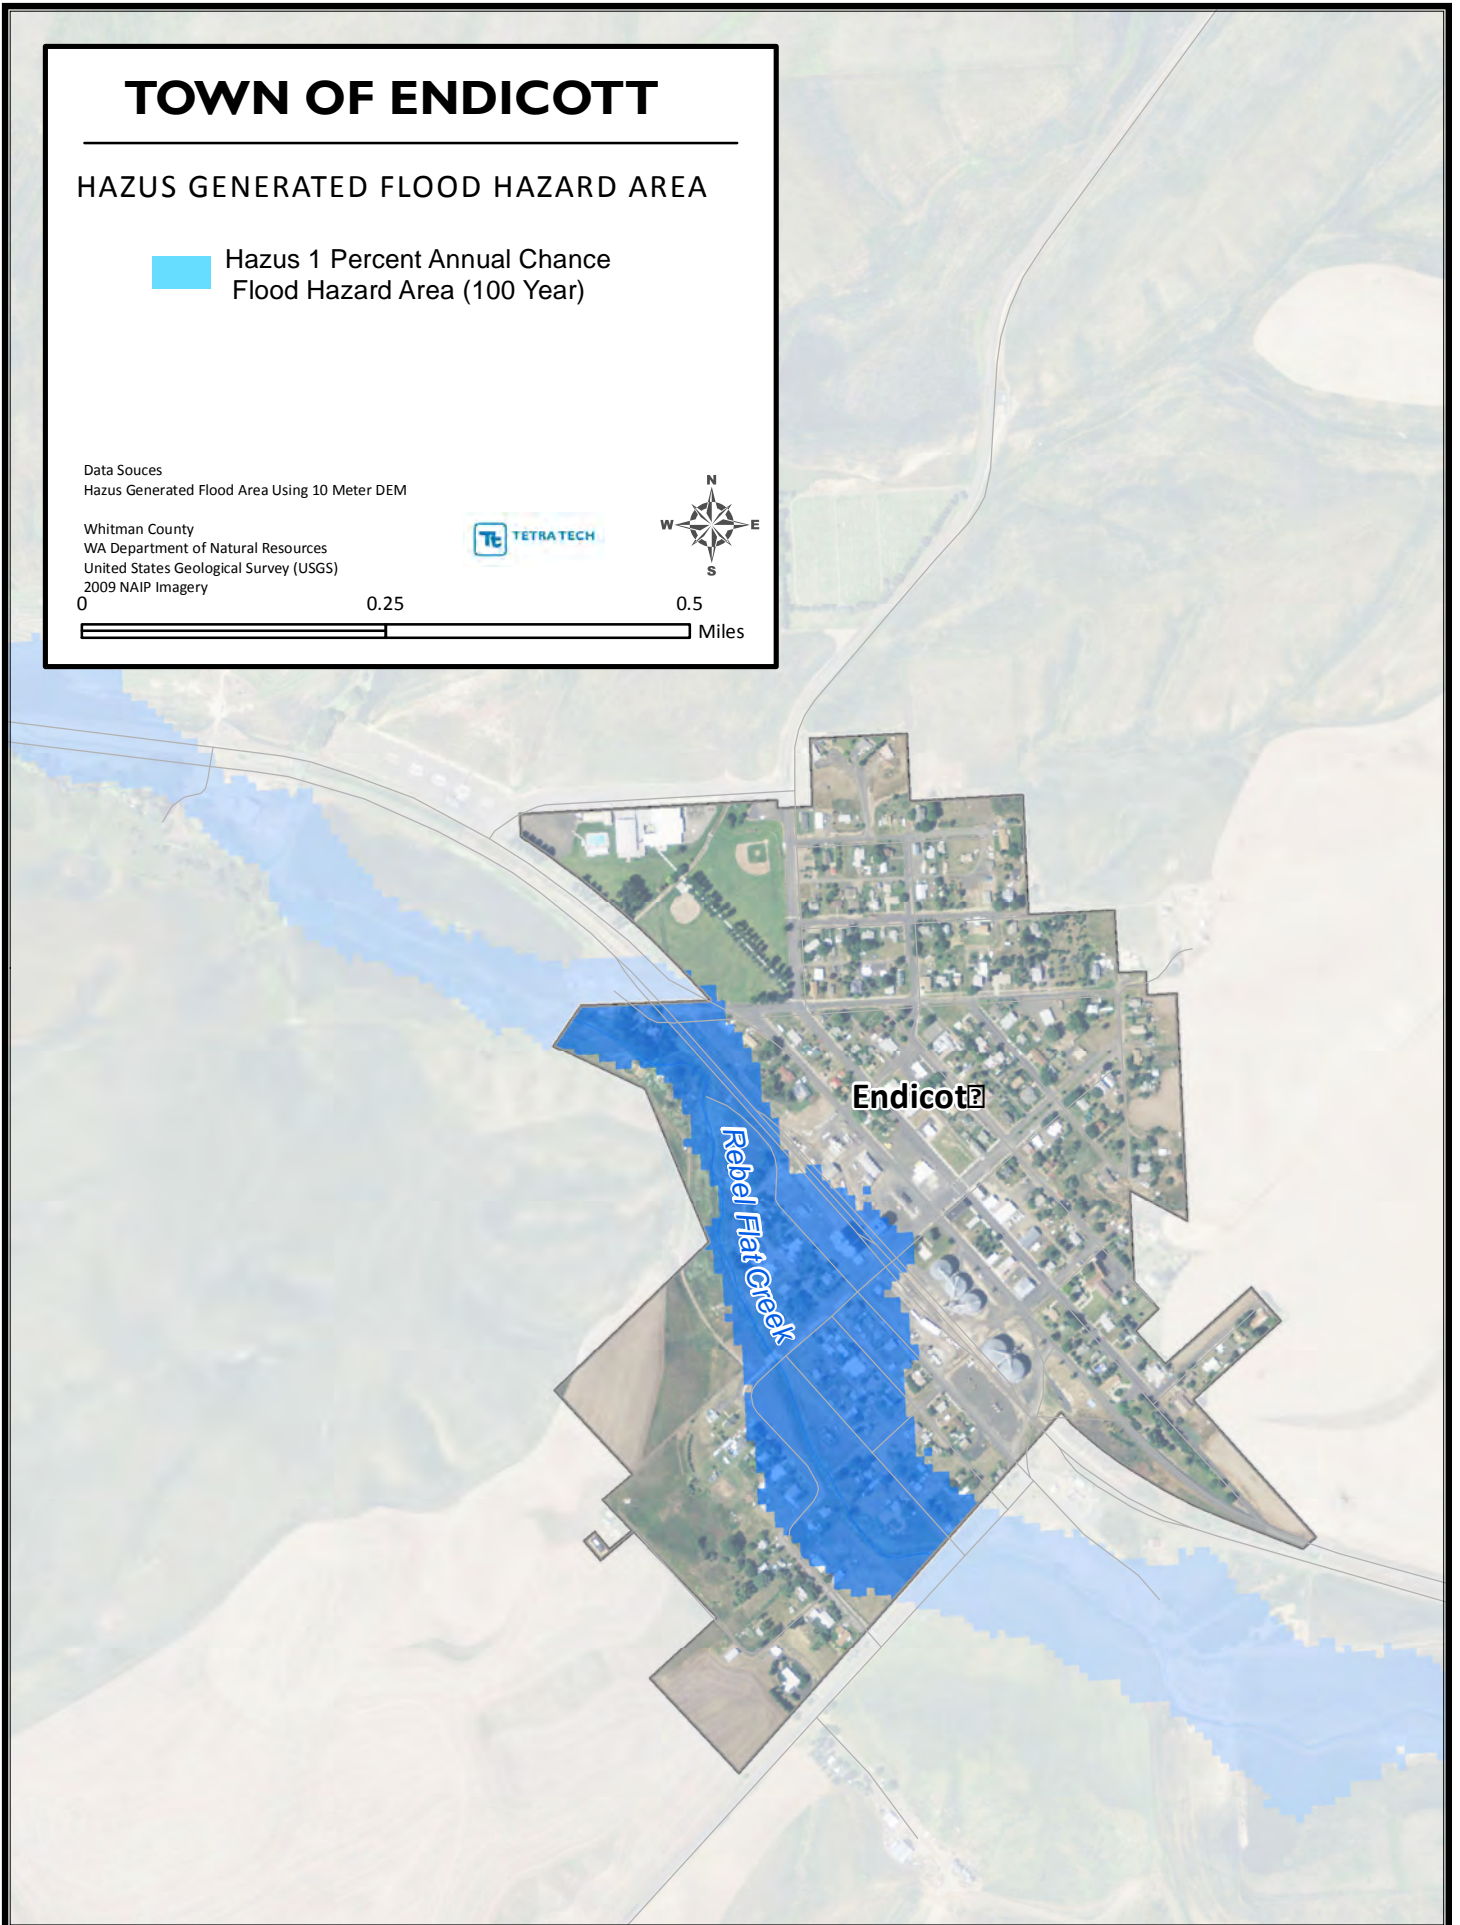 TOWN OF ENDICOTT
HAZUS GENERATED FLOOD HAZARD AREA
Hazus 1 Percent Annual Chance
Flood Hazard Area (100 Year)
Data Souces
Hazus Generated Flood Area Using 10 Meter DEM
Whitman County
WA Department of Natural Resources
United States Geological Survey (USGS)
2009 NAIP Imagery
Tt TETRA TECH
N
W E
S
0 0.25 0.5
Miles
Endicot�
Rebel Flat Creek